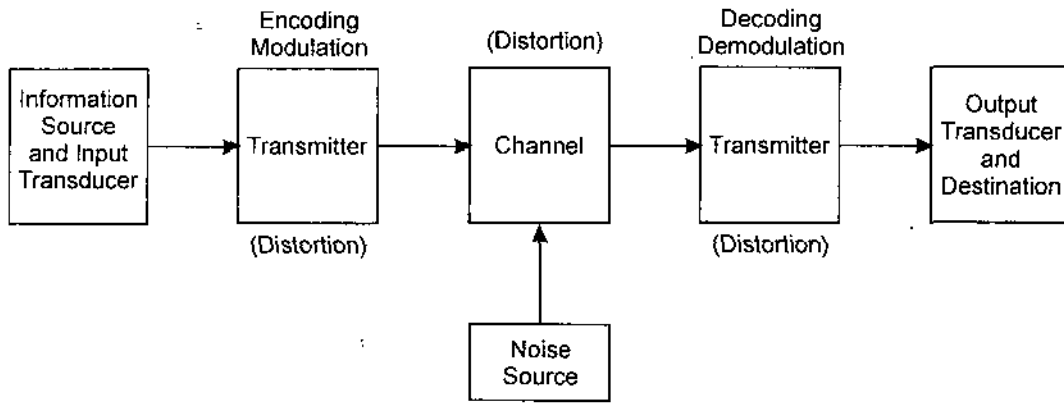 Encoding
Modulation
(Distortion)
Decoding
Demodulation
Information
Source
and Input
Transducer
Transmitter
Channel
Transmitter
Output
Transducer
and
Destination
(Distortion)
(Distortion)
Noise
Source